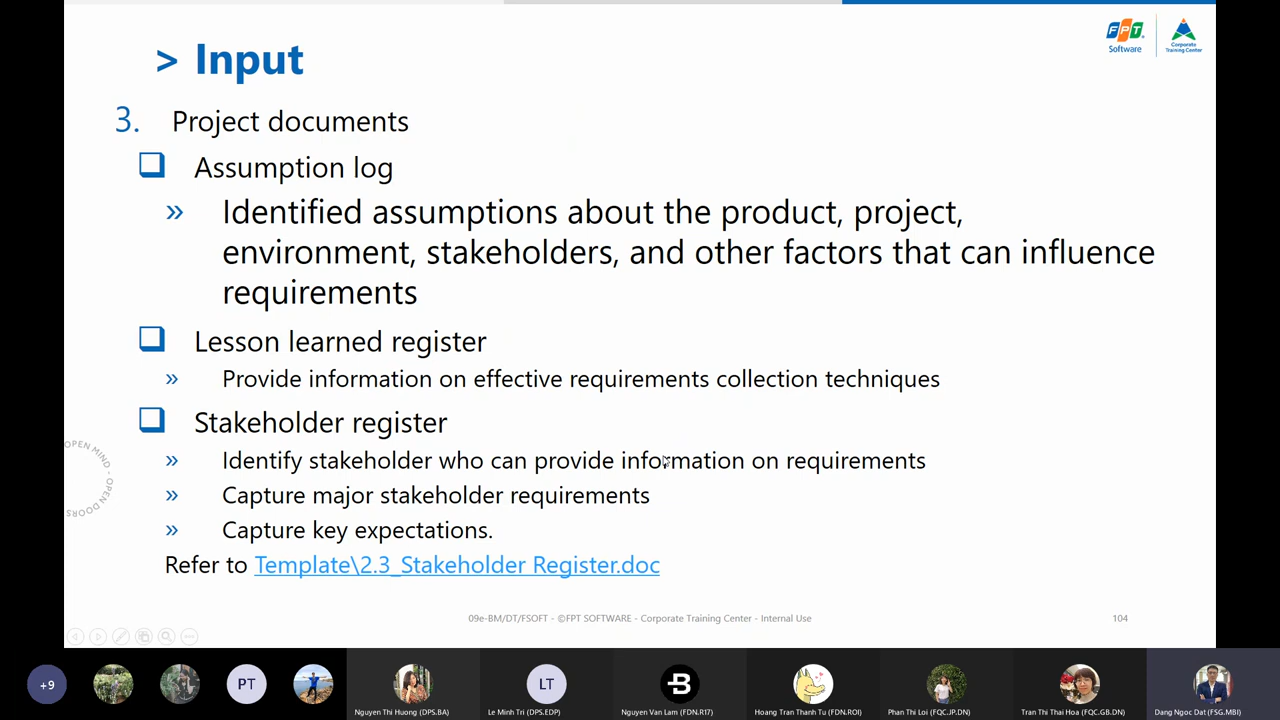 > Input
FPT
Software
Corporate
Training Center
3. Project documents
Assumption log
» Identified assumptions about the product, project,
environment, stakeholders, and other factors that can influence
requirements
Lesson learned register
» Provide information on effective requirements collection techniques
Stakeholder register
» Identify stakeholder who can provide information on requirements
» Capture major stakeholder requirements
» Capture key expectations.
Refer to Template\2.3_Stakeholder Register.doc
OPEN MIND - OPEN DOORS
09e-BM/DT/FSOFT - ©FPT SOFTWARE - Corporate Training Center - Internal Use
104
+9
PT
LT
B
Nguyen Thi Huong (DPS.BA)
Le Minh Tri (DPS.EDP)
Nguyen Van Lam (FDN.R17)
Hoang Tran Thanh Tu (FDN.ROI)
Phan Thi Loi (FQC.JP.DN)
Tran Thi Thai Hoa (FQC.GB.DN)
Dang Ngoc Dat (FSG.MBI)